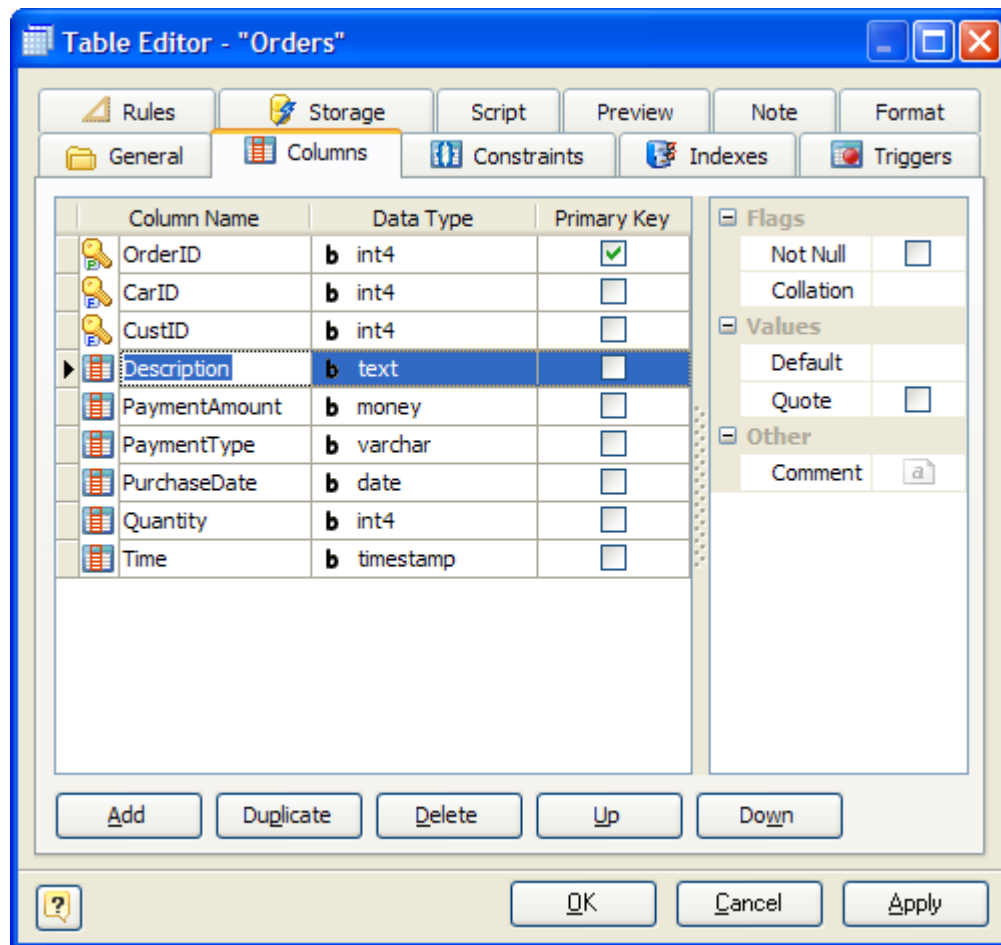 Table Editor - "Orders"
Rules Storage Script Preview Note Format
General Columns Constraints Indexes Triggers
Column Name Data Type Primary Key
OrderID b int4
CarID b int4
CustID b int4
Description b text
PaymentAmount b money
PaymentType b varchar
PurchaseDate b date
Quantity b int4
Time b timestamp
Flags
Not Null
Collation
Values
Default
Quote
Other
Comment a
Add Duplicate Delete Up Down
? OK Cancel Apply